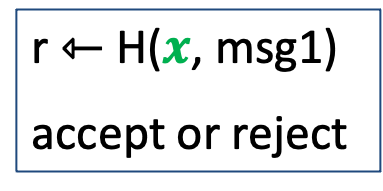 r ← H(x, msg1)
accept or reject